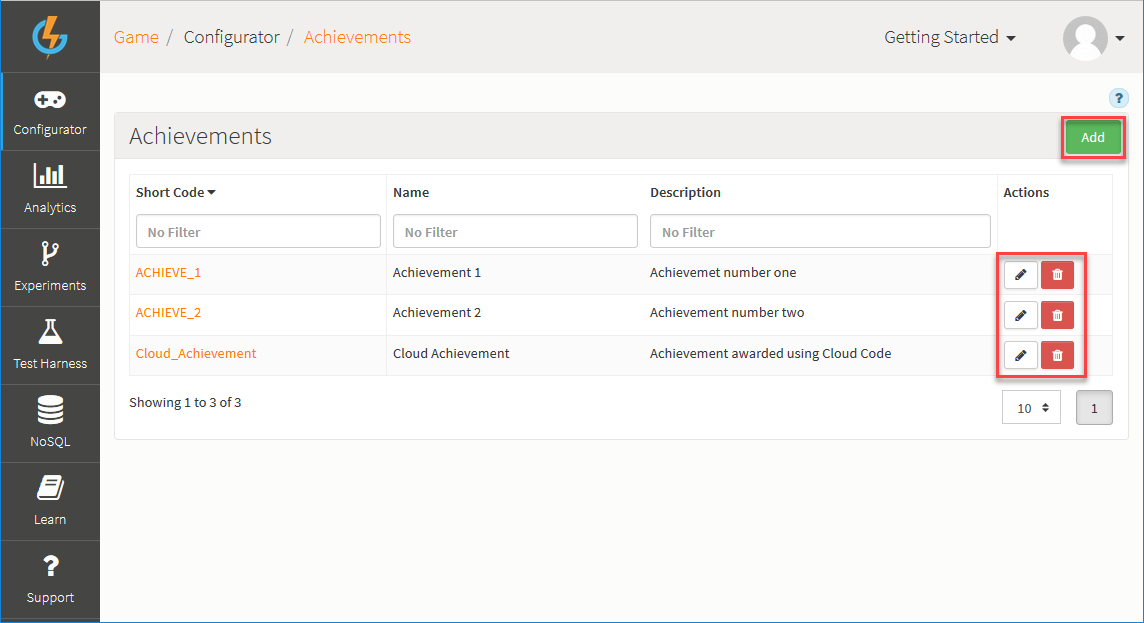 Game / Configurator / Achievements
Getting Started
?
Configurator
Analytics
Experiments
Test Harness
NoSQL
Learn
Support
Achievements
Add
Short Code Name Description Actions
No Filter No Filter No Filter
ACHIEVE_1 Achievement 1 Achievemet number one
ACHIEVE_2 Achievement 2 Achievement number two
Cloud_Achievement Cloud Achievement Achievement awarded using Cloud Code
Showing 1 to 3 of 3
10 1